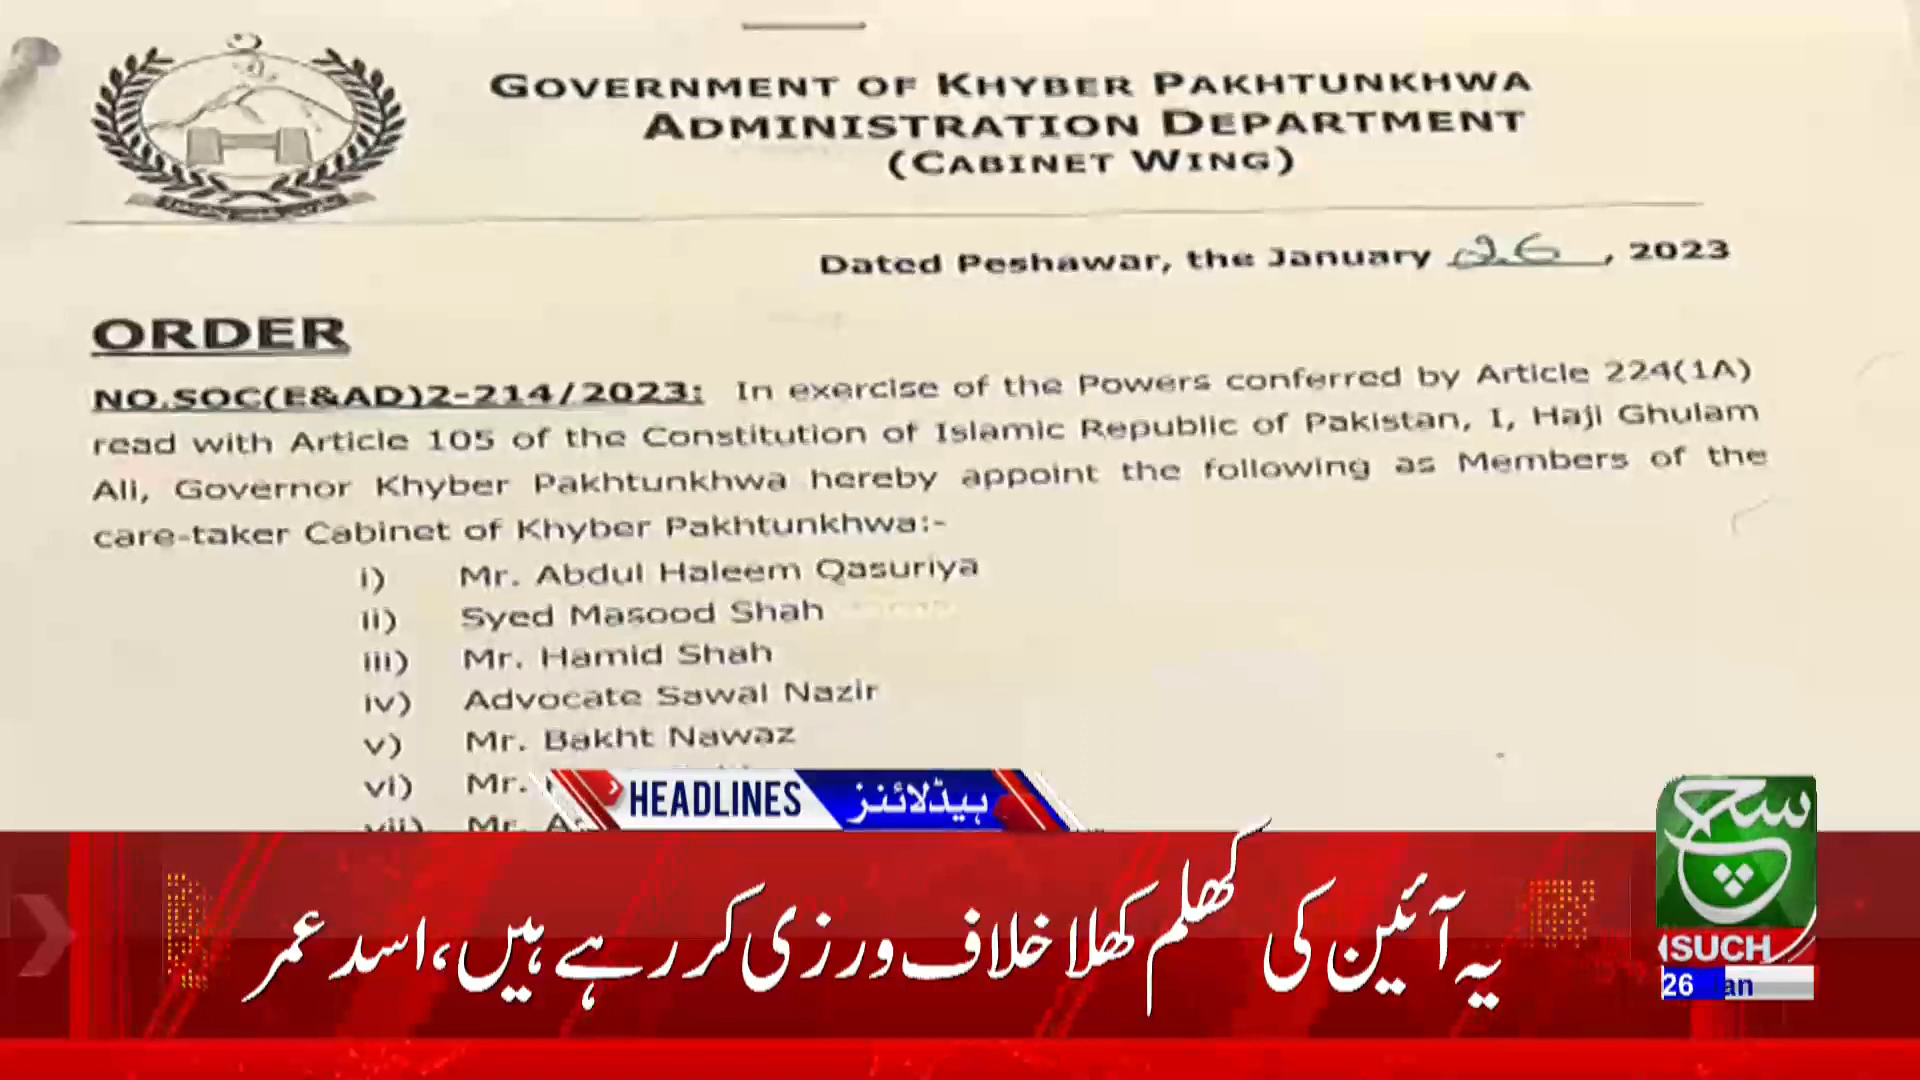 GOVERNMENT OF KHYBER PAKHTUNKHWA
ADMINISTRATION DEPARTMENT
(CABINET WING)
Dated Peshawar, the January 26, 2023
ORDER
NO.SOC(E&AD)2-214/2023: In exercise of the Powers conferred by Article 224(1A)
read with Article 105 of the Constitution of Islamic Republic of Pakistan, I, Haji Ghulam
Ali, Governor Khyber Pakhtunkhwa hereby appoint the following as Members of the
care-taker Cabinet of Khyber Pakhtunkhwa:-
i) Mr. Abdul Haleem Qasuriya
ii) Syed Masood Shah
iii) Mr. Hamid Shah
iv) Advocate Sawal Nazir
v) Mr. Bakht Nawaz
vi) Mr.
vii) Mr.
HEADLINES ہیڈلائنز
یہ آئین کی کھلم کھلا خلاف ورزی کر رہے ہیں، اسد عمر
سچ
SUCH
26 Jan